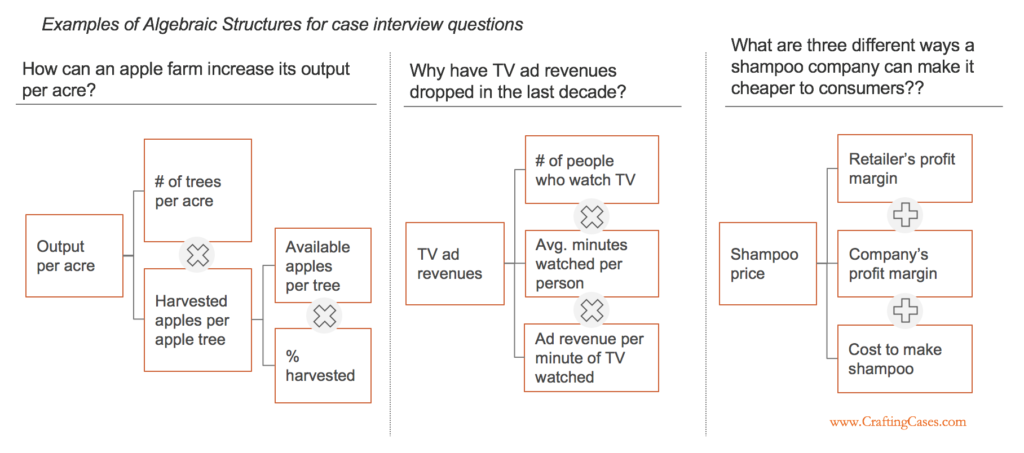 Examples of Algebraic Structures for case interview questions
How can an apple farm increase its output
per acre?
Output
per acre
# of trees
per acre
Harvested
apples per
apple tree
Available
apples
per tree
%
harvested
Why have TV ad revenues
dropped in the last decade?
TV ad
revenues
# of people
who watch TV
Avg. minutes
watched per
person
Ad revenue per
minute of TV
watched
What are three different ways a
shampoo company can make it
cheaper to consumers??
Shampoo
price
Retailer's profit
margin
Company's
profit margin
Cost to make
shampoo
www.CraftingCases.com